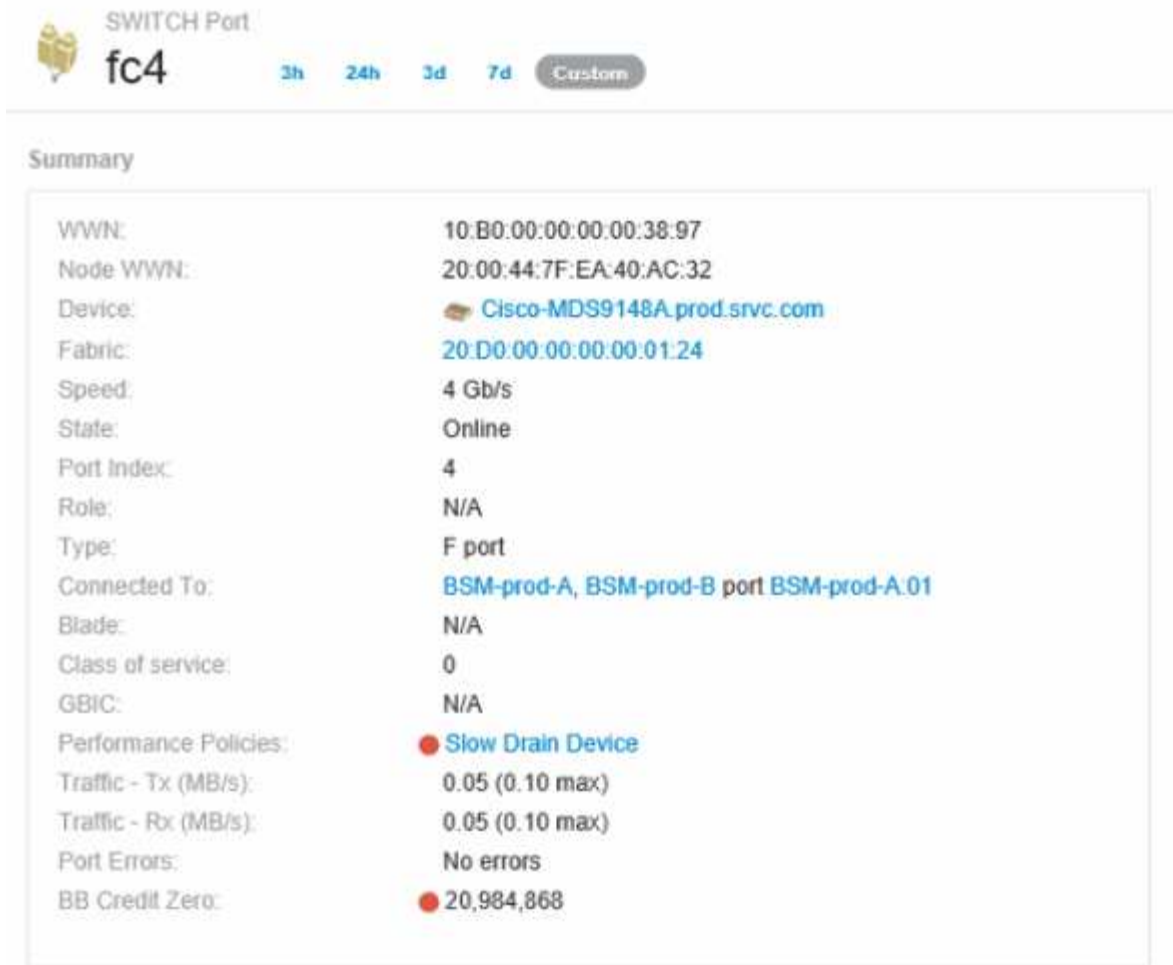 SWITCH Port
fc4 3h 24h 3d 7d Custom
Summary
WWN: 10:B0:00:00:00:00:38:97
Node WWN: 20:00:44:7F:EA:40:AC:32
Device: Cisco-MDS9148A.prod.srvc.com
Fabric: 20:D0:00:00:00:00:01:24
Speed: 4 Gb/s
State: Online
Port Index: 4
Role: N/A
Type: F port
Connected To: BSM-prod-A, BSM-prod-B port BSM-prod-A:01
Blade: N/A
Class of service: 0
GBIC: N/A
Performance Policies: Slow Drain Device
Traffic - Tx (MB/s): 0.05 (0.10 max)
Traffic - Rx (MB/s): 0.05 (0.10 max)
Port Errors: No errors
BB Credit Zero: 20,984,868